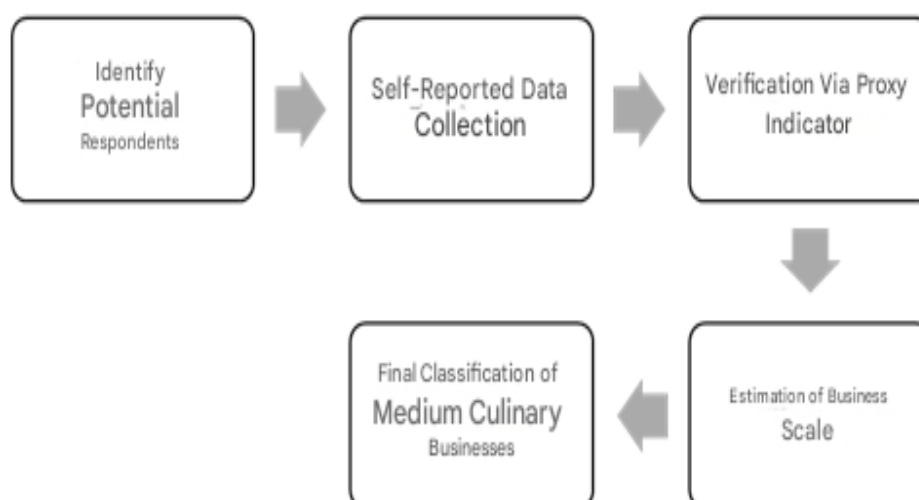 Identify
Potential
Respondents
Self-Reported Data
Collection
Verification Via Proxy
Indicator
Estimation of Business
Scale
Final Classification of
Medium Culinary
Businesses